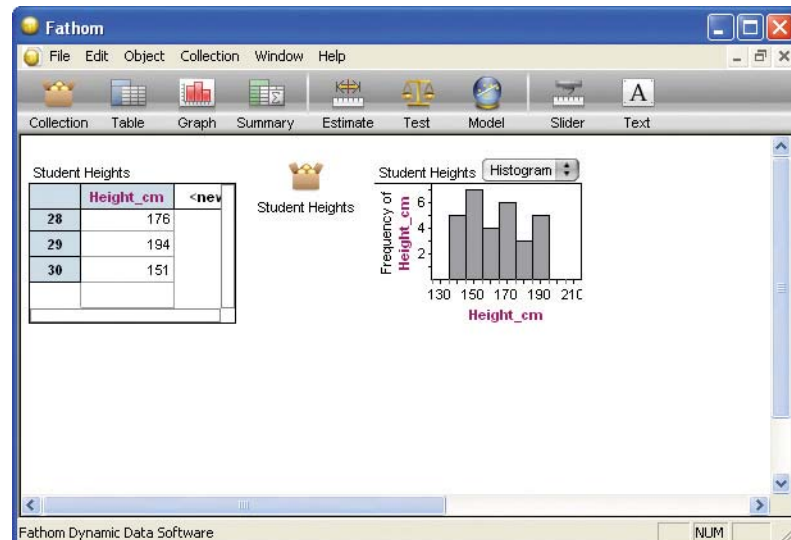 Fathom
File Edit Object Collection Window Help
Collection Table Graph Summary Estimate Test Model Slider Text
A
Student Heights
Height_cm <new
28 176
29 194
30 151
Student Heights
Student Heights Histogram
Frequency of
Height_cm
6
4
2
130 150 170 190 210
Height_cm
Fathom Dynamic Data Software NUM